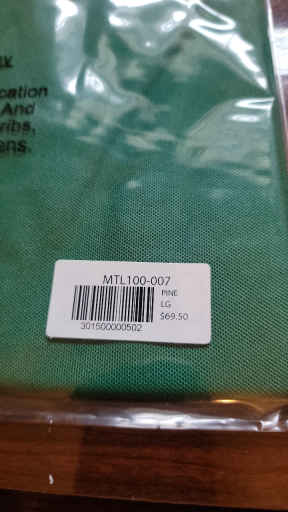 cation
And
ribs,
ens.
MTL100-007
PINE
LG
$69.50
301500000502